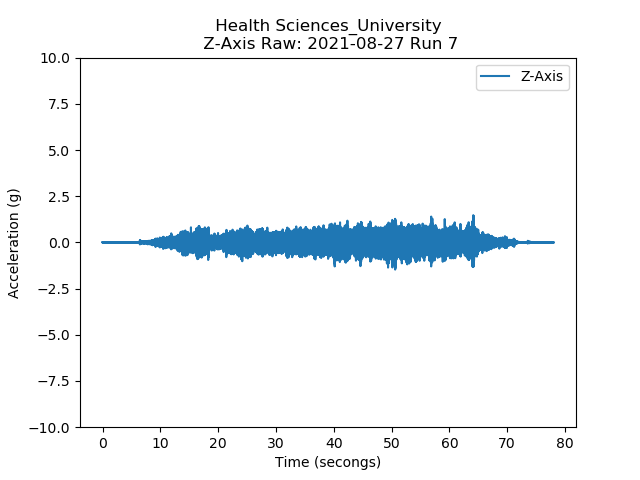 Health Sciences_University
Z-Axis Raw: 2021-08-27 Run 7
10.0
7.5
5.0
2.5
0.0
−2.5
−5.0
−7.5
−10.0
Acceleration (g)
Z-Axis
0 10 20 30 40 50 60 70 80
Time (secongs)